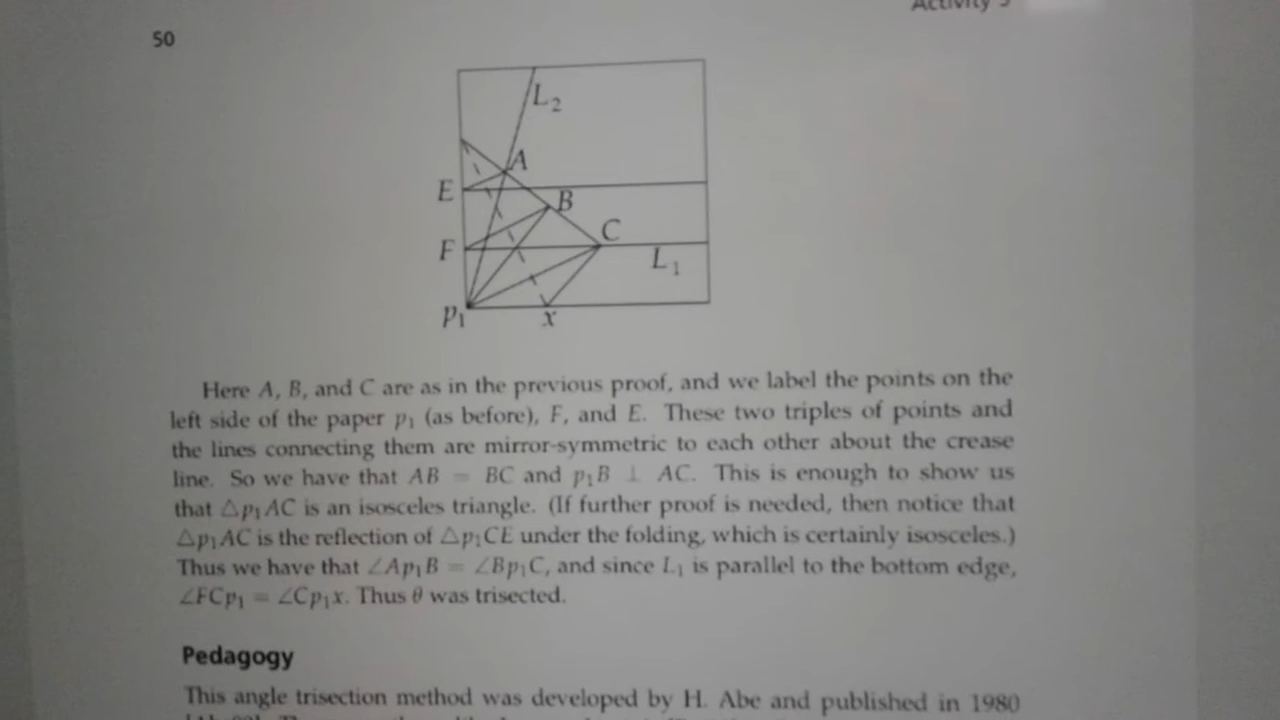 Activity 5
50
L2
A
E
B
C
F
L1
p1
x
Here A, B, and C are as in the previous proof, and we label the points on the
left side of the paper p1 (as before), F, and E. These two triples of points and
the lines connecting them are mirror-symmetric to each other about the crease
line. So we have that AB = BC and p1B ⊥ AC. This is enough to show us
that △p1AC is an isosceles triangle. (If further proof is needed, then notice that
△p1AC is the reflection of △p1CE under the folding, which is certainly isosceles.)
Thus we have that ∠Ap1B = ∠Bp1C, and since L1 is parallel to the bottom edge,
∠FCp1 = ∠Cp1x. Thus θ was trisected.
Pedagogy
This angle trisection method was developed by H. Abe and published in 1980